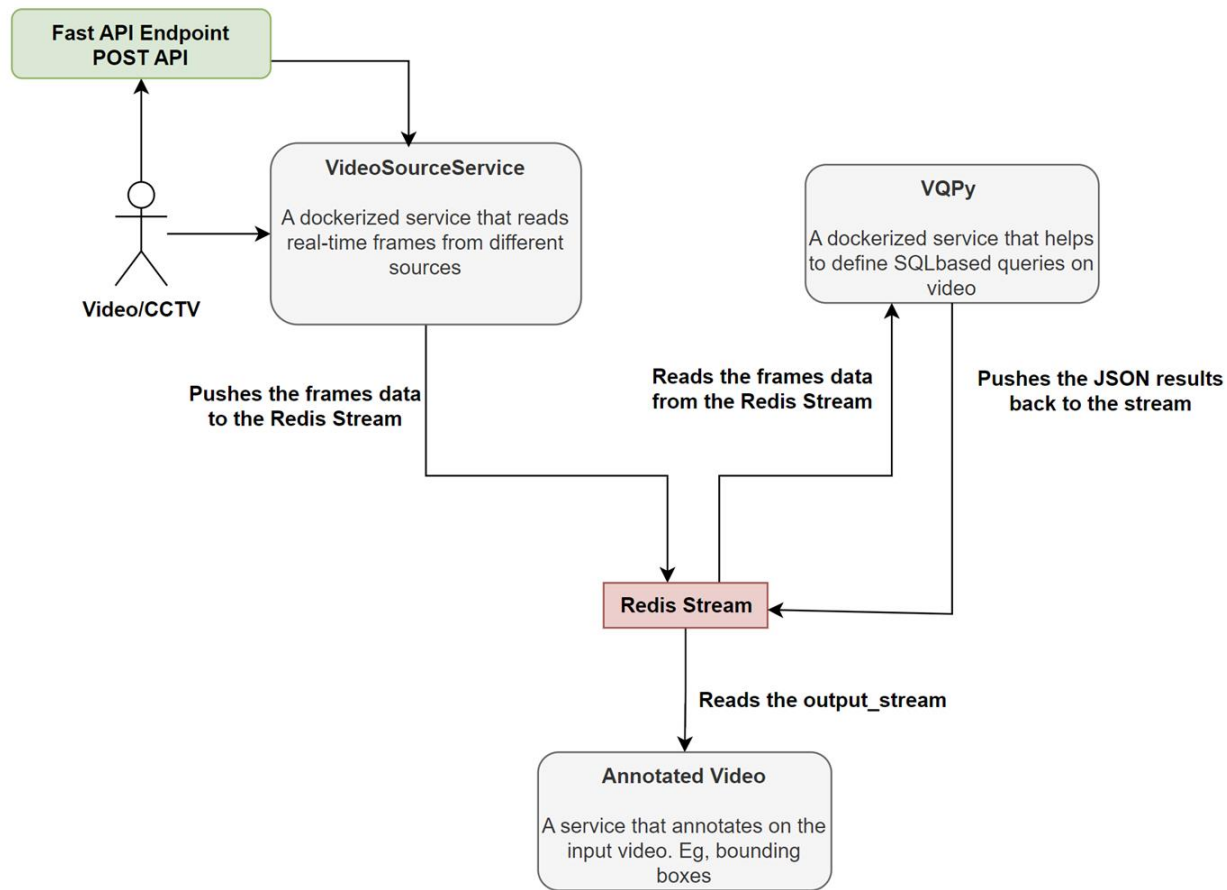 Fast API Endpoint
POST API
VideoSourceService
A dockerized service that reads
real-time frames from different
sources
Video/CCTV
VQPy
A dockerized service that helps
to define SQLbased queries on
video
Pushes the frames data
to the Redis Stream
Reads the frames data
from the Redis Stream
Pushes the JSON results
back to the stream
Redis Stream
Reads the output_stream
Annotated Video
A service that annotates on the
input video. Eg, bounding
boxes